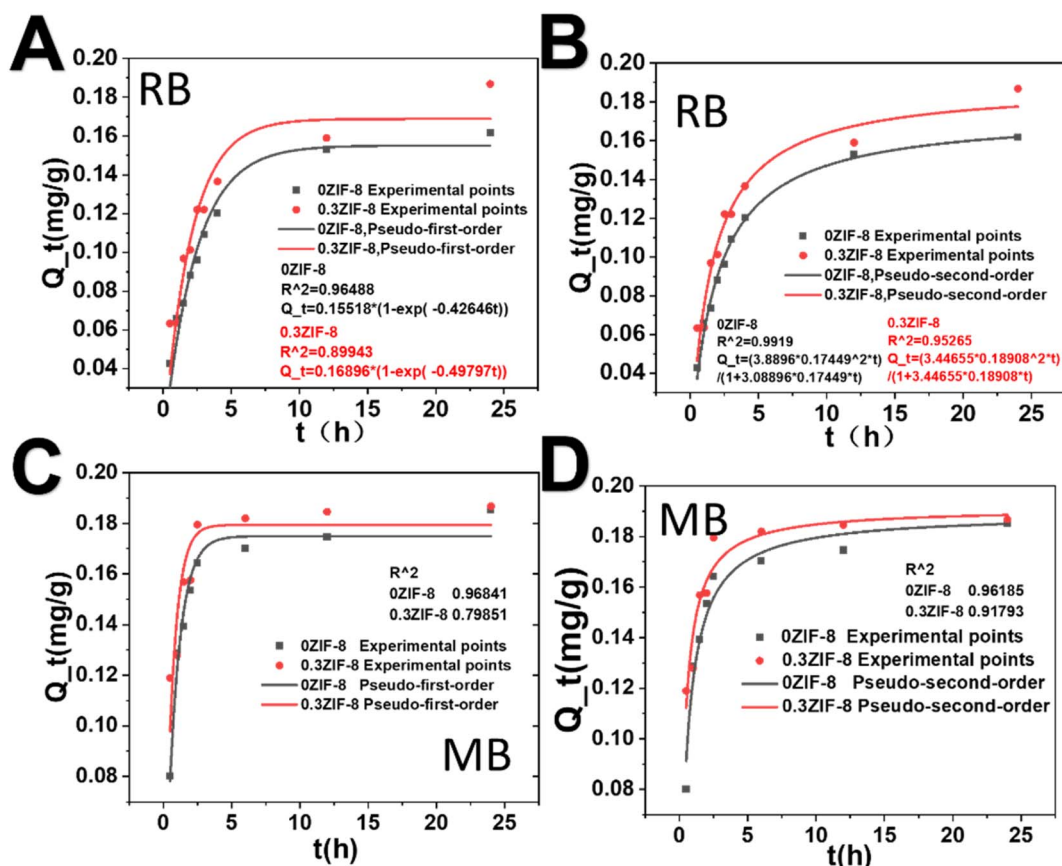 A
RB
Q_t(mg/g)
0.20
0.18
0.16
0.14
0.12
0.10
0.08
0.06
0.04
0ZIF-8 Experimental points
0.3ZIF-8 Experimental points
0ZIF-8,Pseudo-first-order
0.3ZIF-8,Pseudo-first-order
0ZIF-8
R^2=0.96488
Q_t=0.15518*(1-exp( -0.42646t))
0.3ZIF-8
R^2=0.89943
Q_t=0.16896*(1-exp( -0.49797t))
0 5 10 15 20 25
t（h）
B
RB
Q_t(mg/g)
0.20
0.18
0.16
0.14
0.12
0.10
0.08
0.06
0.04
0ZIF-8 Experimental points
0.3ZIF-8 Experimental points
0ZIF-8,Pseudo-second-order
0.3ZIF-8,Pseudo-second-order
0ZIF-8
R^2=0.9919
Q_t=(3.8896*0.17449^2*t)
/(1+3.08896*0.17449*t)
0.3ZIF-8
R^2=0.95265
Q_t=(3.44655*0.18908^2*t)
/(1+3.44655*0.18908*t)
0 5 10 15 20 25
t（h）
C
Q_t(mg/g)
0.20
0.18
0.16
0.14
0.12
0.10
0.08
R^2
0ZIF-8 0.96841
0.3ZIF-8 0.79851
0ZIF-8 Experimental points
0.3ZIF-8 Experimental points
0ZIF-8 Pseudo-first-order
0.3ZIF-8 Pseudo-first-order
MB
0 5 10 15 20 25
t(h)
D
MB
Q_t(mg/g)
0.20
0.18
0.16
0.14
0.12
0.10
0.08
R^2
0ZIF-8 0.96185
0.3ZIF-8 0.91793
0ZIF-8 Experimental points
0.3ZIF-8 Experimental points
0ZIF-8 Pseudo-second-order
0.3ZIF-8 Pseudo-second-order
0 5 10 15 20 25
t(h)